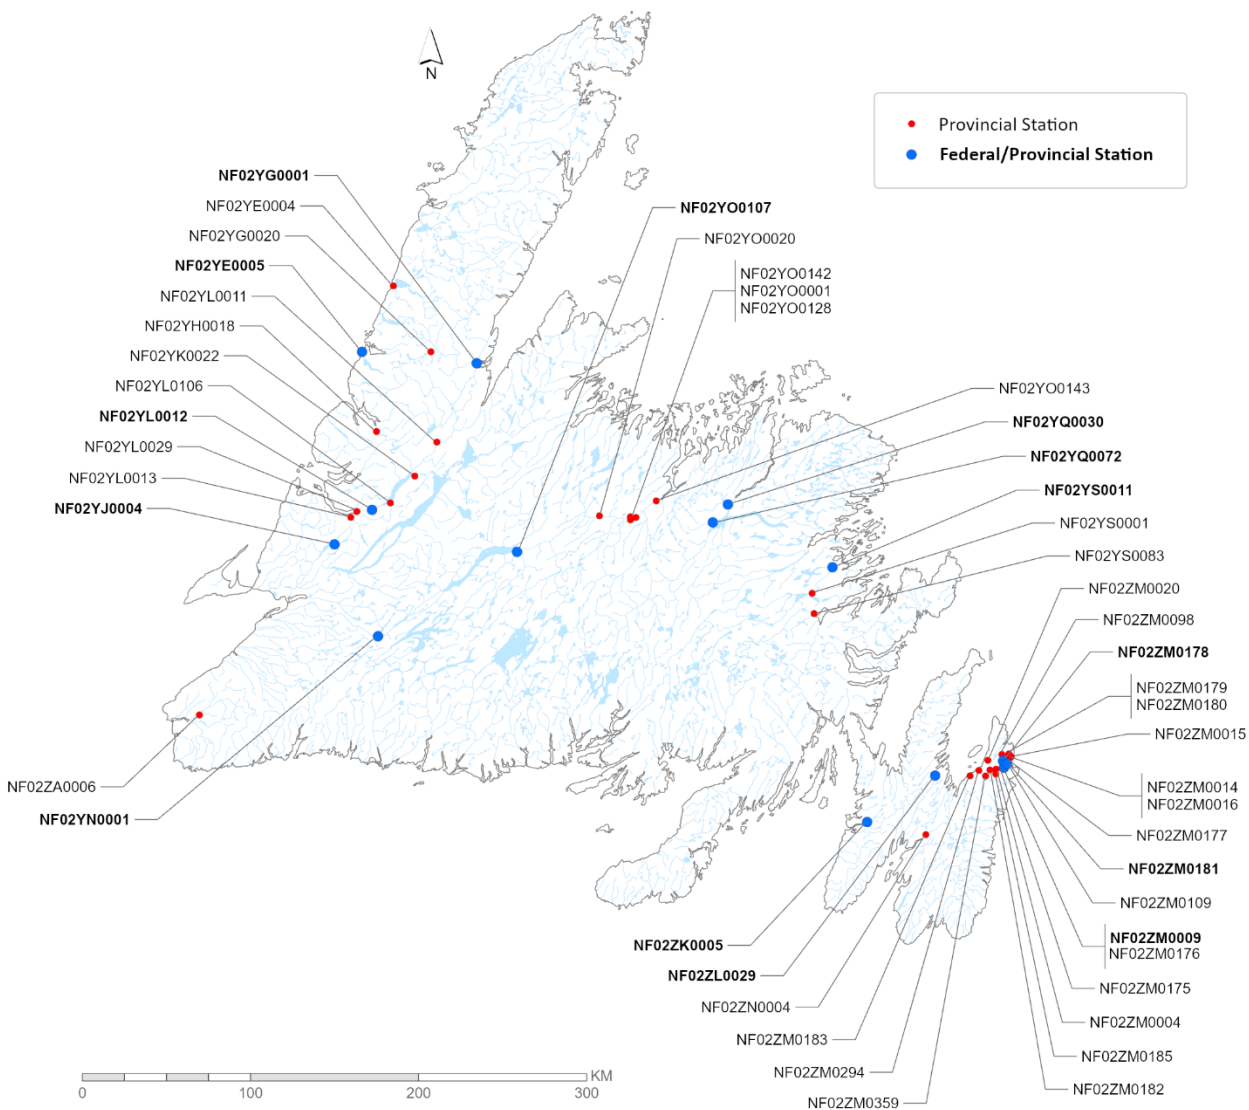 N
Provincial Station
Federal/Provincial Station
NF02YG0001
NF02YE0004
NF02YG0020
NF02YE0005
NF02YL0011
NF02YH0018
NF02YK0022
NF02YL0106
NF02YL0012
NF02YL0029
NF02YL0013
NF02YJ0004
NF02YO0107
NF02YO0020
NF02YO0142
NF02YO0001
NF02YO0128
NF02YO0143
NF02YQ0030
NF02YQ0072
NF02YS0011
NF02YS0001
NF02YS0083
NF02ZM0020
NF02ZM0098
NF02ZM0178
NF02ZM0179
NF02ZM0180
NF02ZM0015
NF02ZM0014
NF02ZM0016
NF02ZM0177
NF02ZM0181
NF02ZM0109
NF02ZM0009
NF02ZM0176
NF02ZM0175
NF02ZM0004
NF02ZM0185
NF02ZM0182
NF02ZA0006
NF02YN0001
NF02ZK0005
NF02ZL0029
NF02ZN0004
NF02ZM0183
NF02ZM0294
NF02ZM0359
KM
0 100 200 300